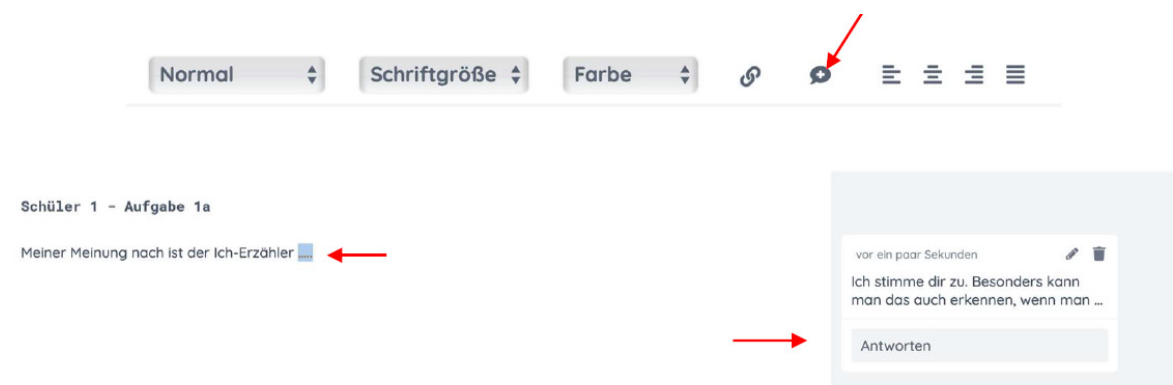 Normal Schriftgröße Farbe
Schüler 1 - Aufgabe 1a
Meiner Meinung nach ist der Ich-Erzähler ....
vor ein paar Sekunden
Ich stimme dir zu. Besonders kann
man das auch erkennen, wenn man ...
Antworten